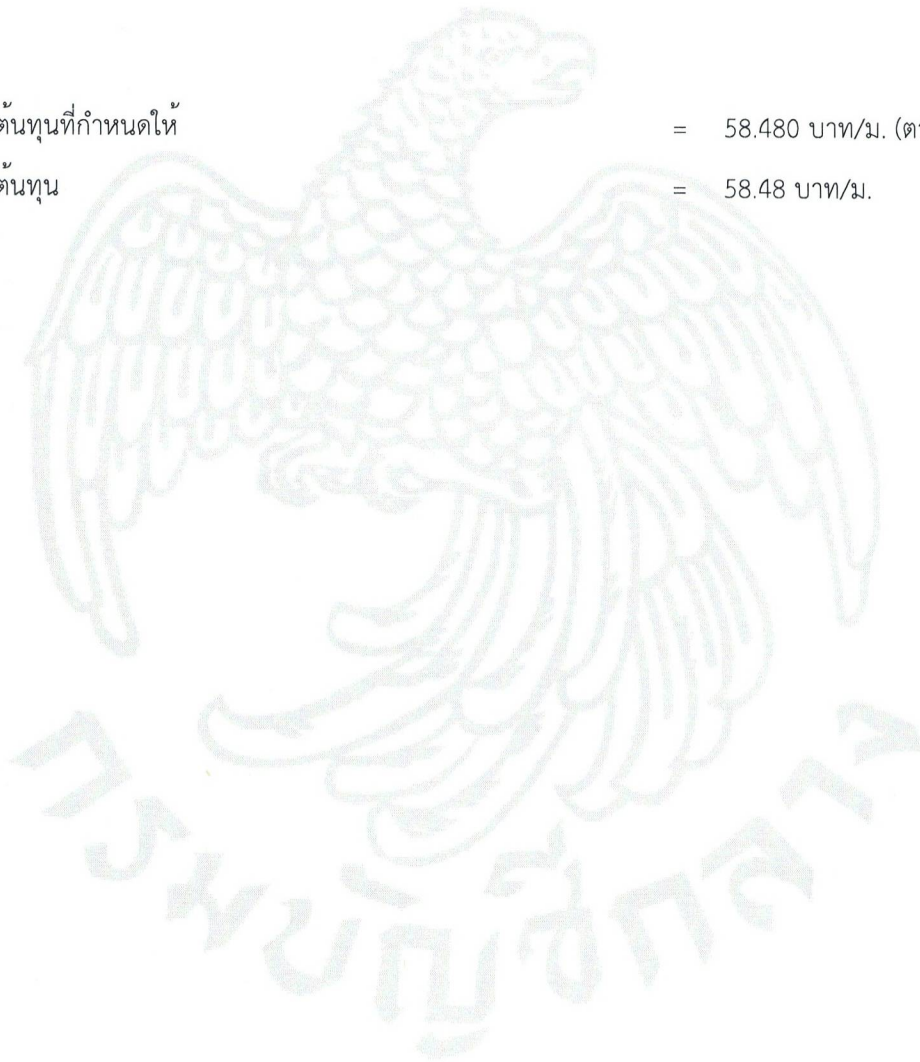 ต้นทุนที่กำหนดให้ = 58.480 บาท/ม. (ตา
ต้นทุน = 58.48 บาท/ม.
กรมบัญชีกลาง